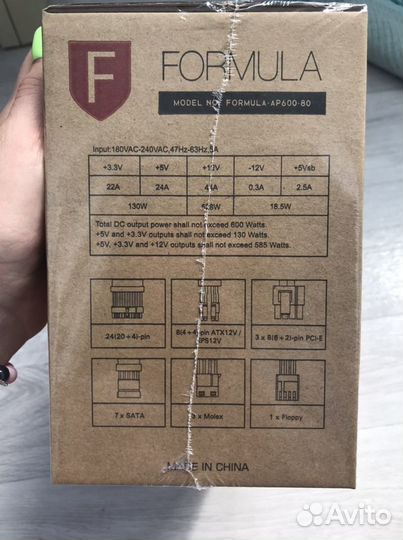 F
FORMULA
MODEL NO: FORMULA-AP600-80
Input:180VAC-240VAC,47Hz-63Hz,5A
+3.3V +5V +12V -12V +5Vsb
22A 24A 0.3A 2.5A
130W 18.5W
Total DC output power shall not exceed 600 Watts.
+5V and +3.3V outputs shall not exceed 130 Watts.
+5V, +3.3V and +12V outputs shall not exceed 585 Watts.
24(20+4)-pin
8(4+4)-pin ATX12V /
EPS12V
3 x 8(6+2)-pin PCI-E
7 x SATA
x Molex
1 x Floppy
MADE IN CHINA
Avito